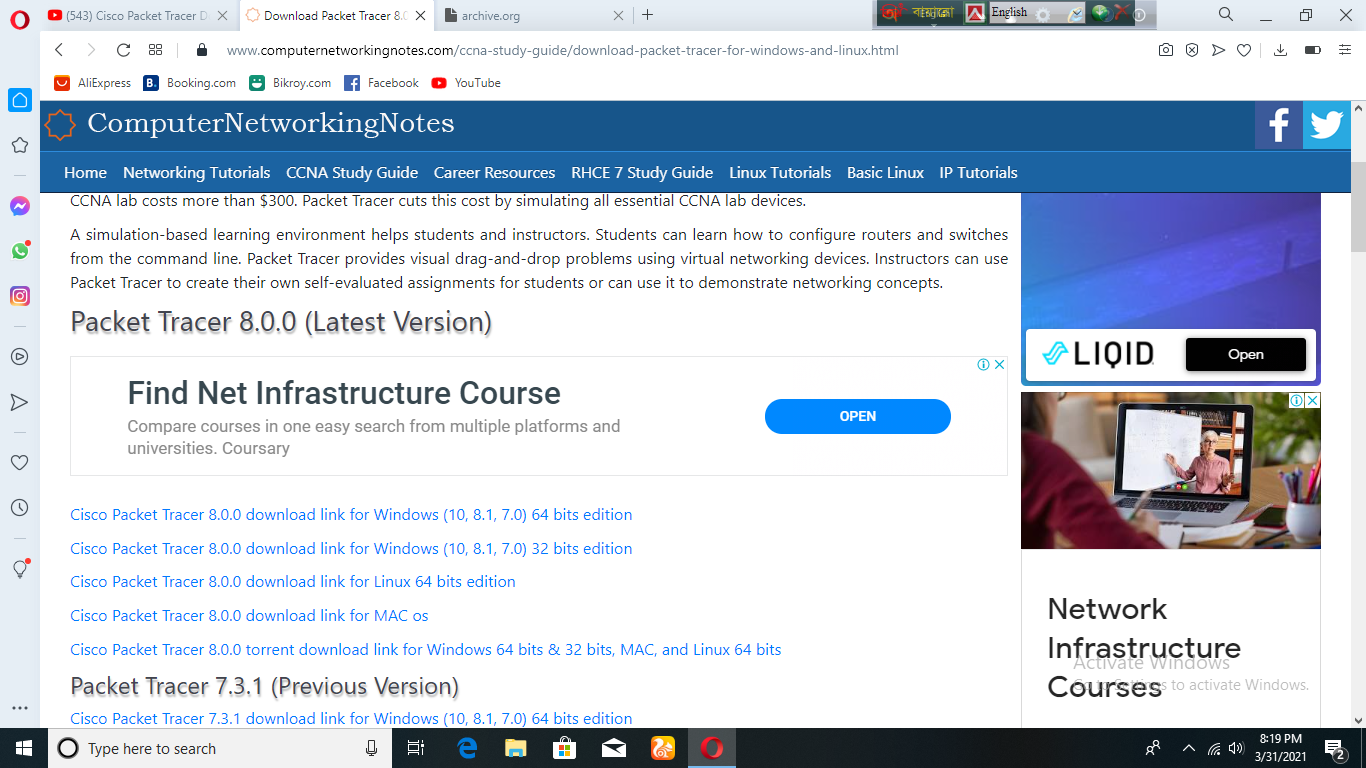 (543) Cisco Packet Tracer D
Download Packet Tracer 8.0
archive.org
English
www.computernetworkingnotes.com/ccna-study-guide/download-packet-tracer-for-windows-and-linux.html
AliExpress
B. Booking.com
Bikroy.com
Facebook
YouTube
ComputerNetworkingNotes
Home Networking Tutorials CCNA Study Guide Career Resources RHCE 7 Study Guide Linux Tutorials Basic Linux IP Tutorials
CCNA lab costs more than $300. Packet Tracer cuts this cost by simulating all essential CCNA lab devices.
A simulation-based learning environment helps students and instructors. Students can learn how to configure routers and switches
from the command line. Packet Tracer provides visual drag-and-drop problems using virtual networking devices. Instructors can use
Packet Tracer to create their own self-evaluated assignments for students or can use it to demonstrate networking concepts.
Packet Tracer 8.0.0 (Latest Version)
Find Net Infrastructure Course
Compare courses in one easy search from multiple platforms and
universities. Coursary
OPEN
Cisco Packet Tracer 8.0.0 download link for Windows (10, 8.1, 7.0) 64 bits edition
Cisco Packet Tracer 8.0.0 download link for Windows (10, 8.1, 7.0) 32 bits edition
Cisco Packet Tracer 8.0.0 download link for Linux 64 bits edition
Cisco Packet Tracer 8.0.0 download link for MAC os
Cisco Packet Tracer 8.0.0 torrent download link for Windows 64 bits & 32 bits, MAC, and Linux 64 bits
Packet Tracer 7.3.1 (Previous Version)
Cisco Packet Tracer 7.3.1 download link for Windows (10, 8.1, 7.0) 64 bits edition
LIQID
Open
Network
Infrastructure
Courses
Activate Windows
Go to Settings to activate Windows.
Type here to search
8:19 PM
3/31/2021
2